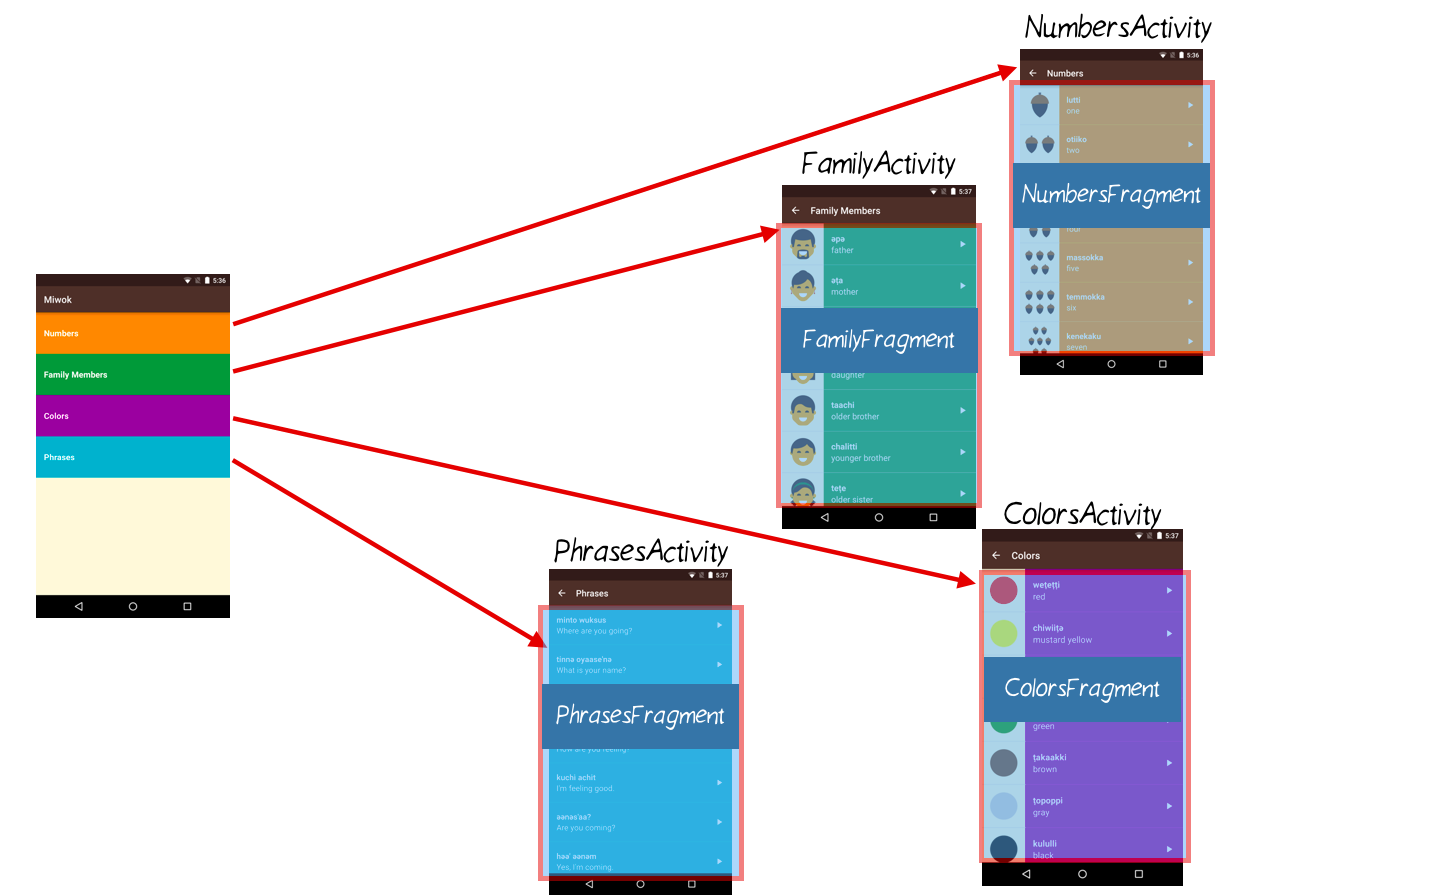 5:36
Miwok
Numbers
Family Members
Colors
Phrases
NumbersActivity
5:36
Numbers
lutti
one
otiiko
two
NumbersFragment
four
massokka
five
temmokka
six
kenekaku
seven
FamilyActivity
5:37
Family Members
әpә
father
әṭa
mother
FamilyFragment
daughter
taachi
older brother
chalitti
younger brother
teṭe
older sister
ColorsActivity
5:37
Colors
weṭeṭṭi
red
chiwiiṭә
mustard yellow
ColorsFragment
green
ṭakaakki
brown
ṭopoppi
gray
kululli
black
PhrasesActivity
5:37
Phrases
minto wuksus
Where are you going?
tinnә oyaase'nә
What is your name?
PhrasesFragment
How are you feeling?
kuchi achit
I'm feeling good.
әәnәs'aa?
Are you coming?
hәә' әәnәm
Yes, I'm coming.